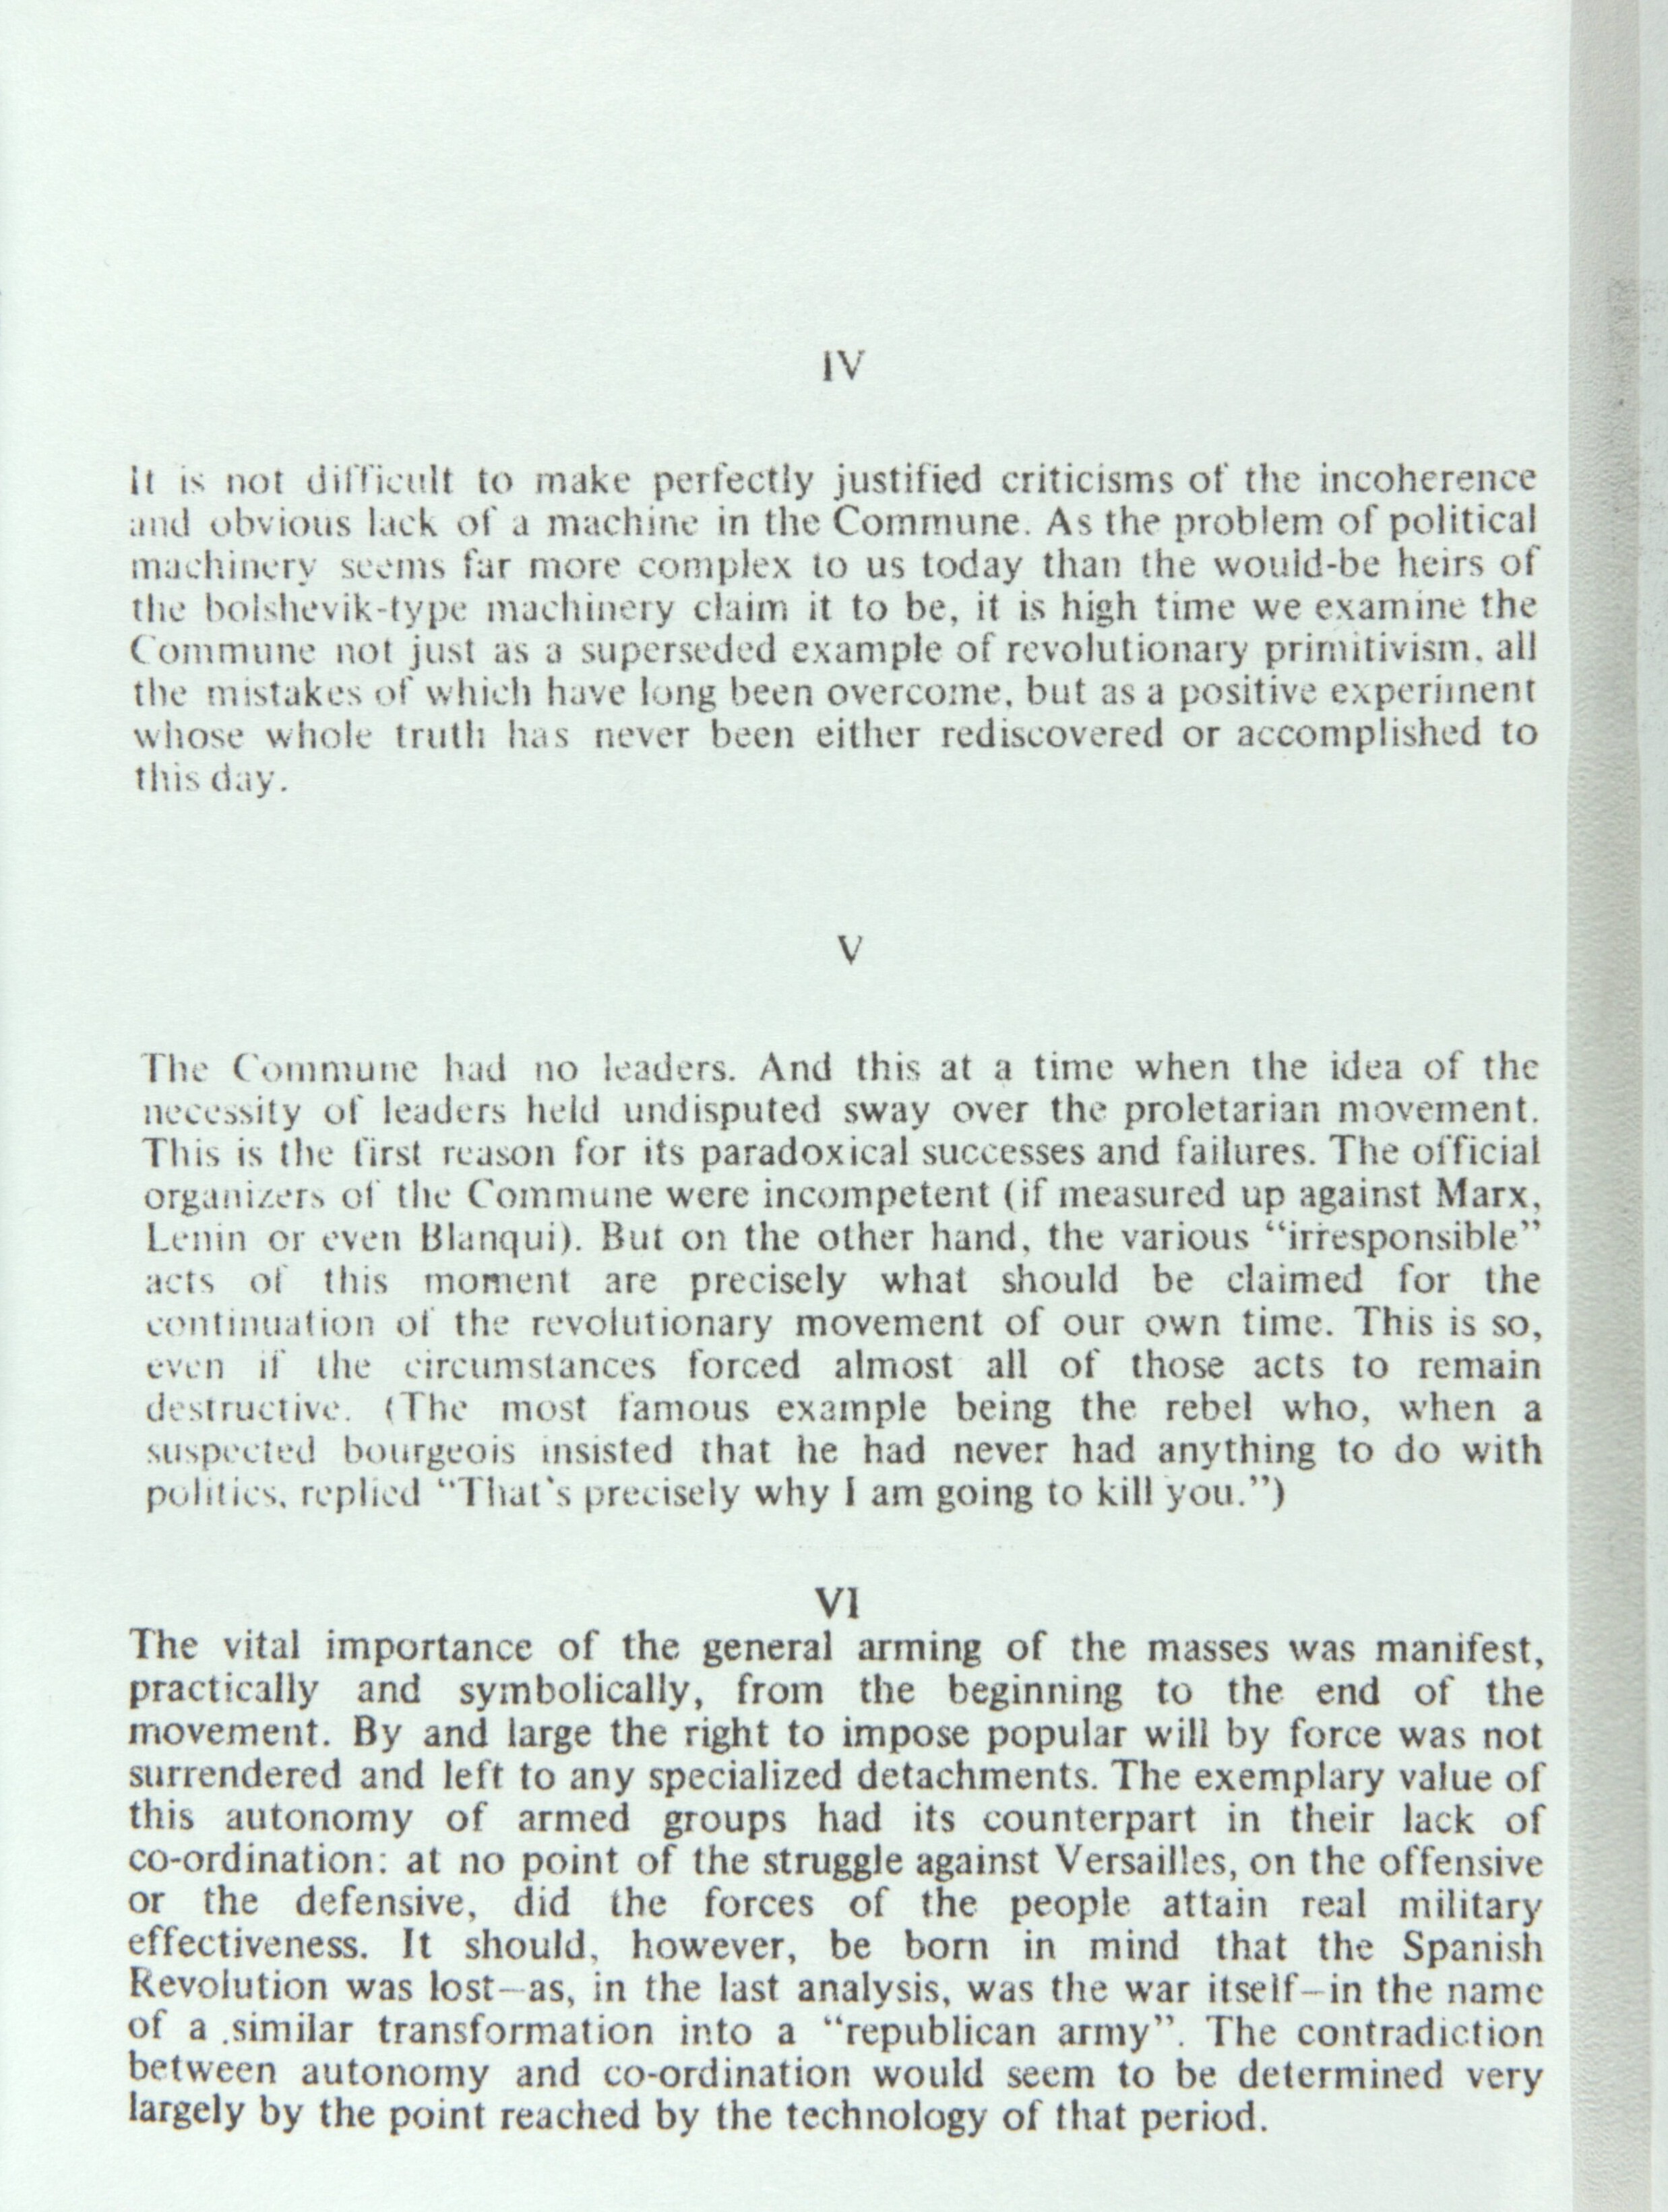 IV
It is not difficult to make perfectly justified criticisms of the incoherence
and obvious lack of a machine in the Commune. As the problem of political
machinery seems far more complex to us today than the would-be heirs of
the bolshevik-type machinery claim it to be, it is high time we examine the
Commune not just as a superseded example of revolutionary primitivism, all
the mistakes of which have long been overcome, but as a positive experiment
whose whole truth has never been either rediscovered or accomplished to
this day.
V
The Commune had no leaders. And this at a time when the idea of the
necessity of leaders held undisputed sway over the proletarian movement.
This is the first reason for its paradoxical successes and failures. The official
organizers of the Commune were incompetent (if measured up against Marx,
Lenin or even Blanqui). But on the other hand, the various “irresponsible”
acts of this moment are precisely what should be claimed for the
continuation of the revolutionary movement of our own time. This is so,
even if the circumstances forced almost all of those acts to remain
destructive. (The most famous example being the rebel who, when a
suspected bourgeois insisted that he had never had anything to do with
politics, replied “That's precisely why I am going to kill you.”)
VI
The vital importance of the general arming of the masses was manifest,
practically and symbolically, from the beginning to the end of the
movement. By and large the right to impose popular will by force was not
surrendered and left to any specialized detachments. The exemplary value of
this autonomy of armed groups had its counterpart in their lack of
co-ordination: at no point of the struggle against Versailles, on the offensive
or the defensive, did the forces of the people attain real military
effectiveness. It should, however, be born in mind that the Spanish
Revolution was lost—as, in the last analysis, was the war itself—in the name
of a similar transformation into a “republican army”. The contradiction
between autonomy and co-ordination would seem to be determined very
largely by the point reached by the technology of that period.